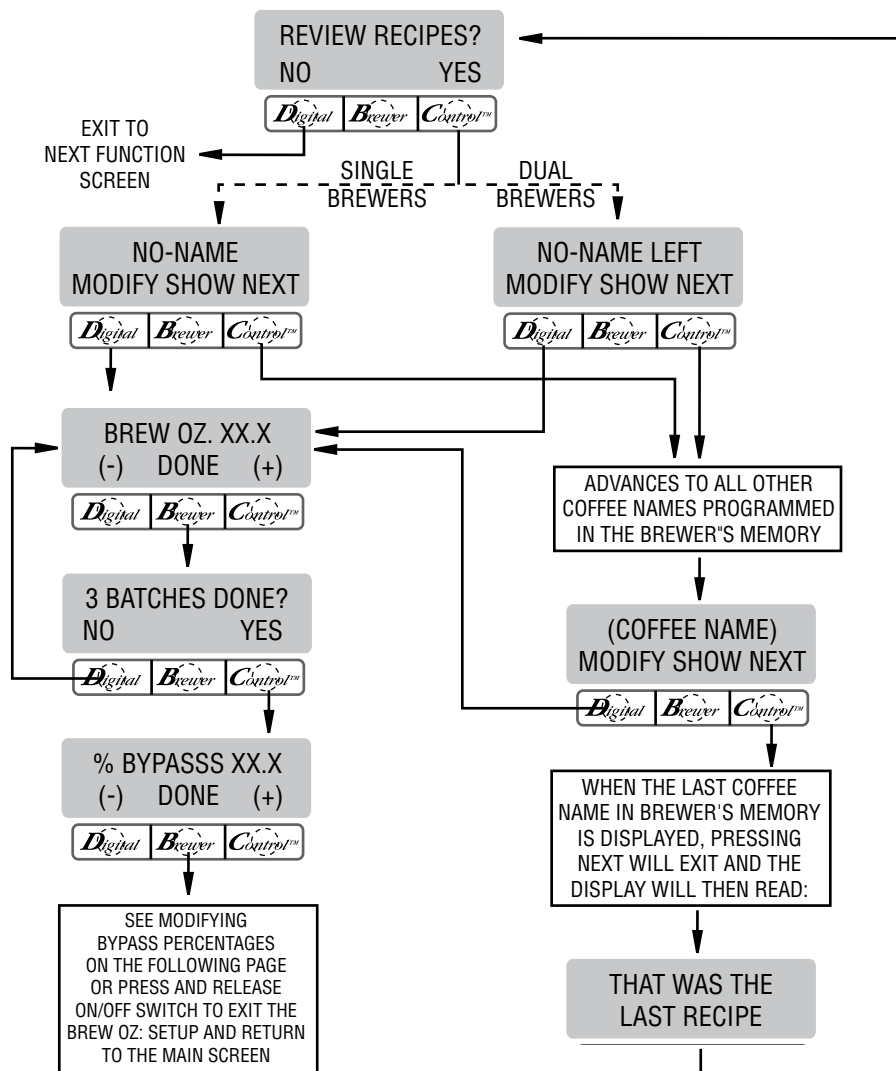 REVIEW RECIPES?
NO YES
Digital Brewer Control™
EXIT TO
NEXT FUNCTION
SCREEN
SINGLE
BREWERS
DUAL
BREWERS
NO-NAME
MODIFY SHOW NEXT
Digital Brewer Control™
NO-NAME LEFT
MODIFY SHOW NEXT
Digital Brewer Control™
BREW OZ. XX.X
(-) DONE (+)
Digital Brewer Control™
3 BATCHES DONE?
NO YES
Digital Brewer Control™
% BYPASSS XX.X
(-) DONE (+)
Digital Brewer Control™
SEE MODIFYING
BYPASS PERCENTAGES
ON THE FOLLOWING PAGE
OR PRESS AND RELEASE
ON/OFF SWITCH TO EXIT THE
BREW OZ: SETUP AND RETURN
TO THE MAIN SCREEN
ADVANCES TO ALL OTHER
COFFEE NAMES PROGRAMMED
IN THE BREWER"S MEMORY
(COFFEE NAME)
MODIFY SHOW NEXT
Digital Brewer Control™
WHEN THE LAST COFFEE
NAME IN BREWER'S MEMORY
IS DISPLAYED, PRESSING
NEXT WILL EXIT AND THE
DISPLAY WILL THEN READ:
THAT WAS THE
LAST RECIPE